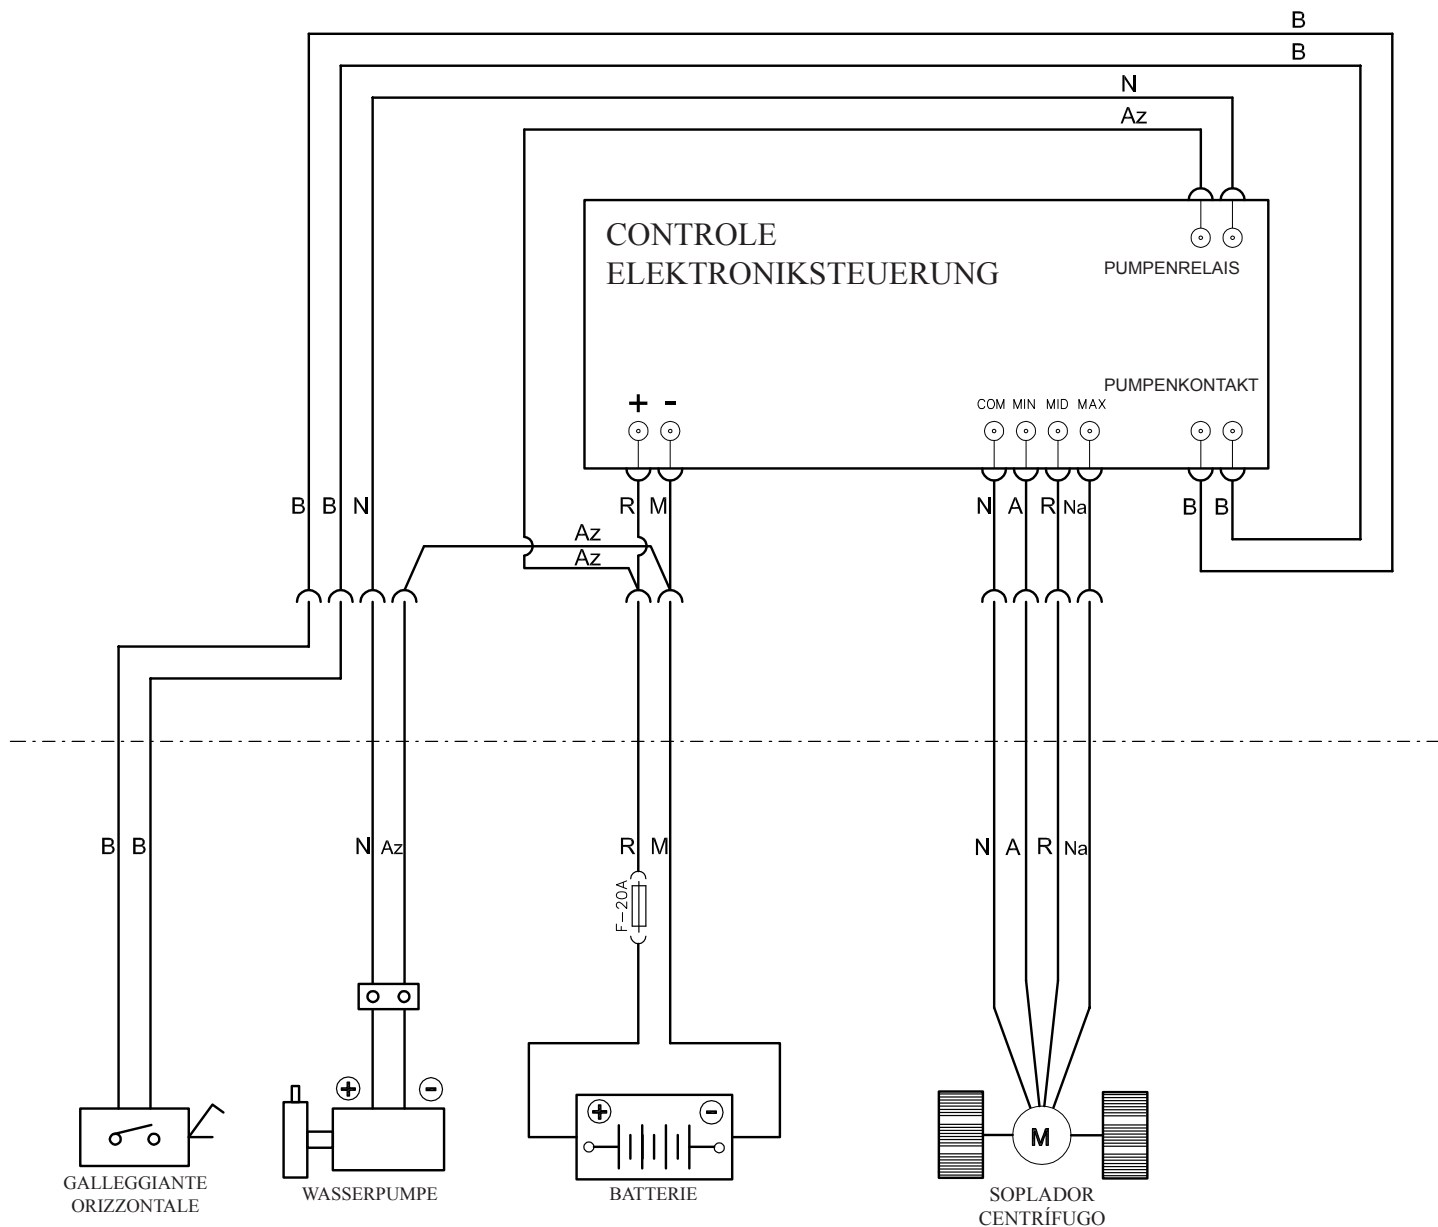 B
B
N
Az
CONTROLE
ELEKTRONIKSTEUERUNG
PUMPENRELAIS
PUMPENKONTAKT
+ -
COM MIN MID MAX
B B N R M N A R Na B B
Az
Az
B B N Az R M N A R Na
F-20A
+ - + -
M
GALLEGGIANTE
ORIZZONTALE
WASSERPUMPE
BATTERIE
SOPLADOR
CENTRÍFUGO